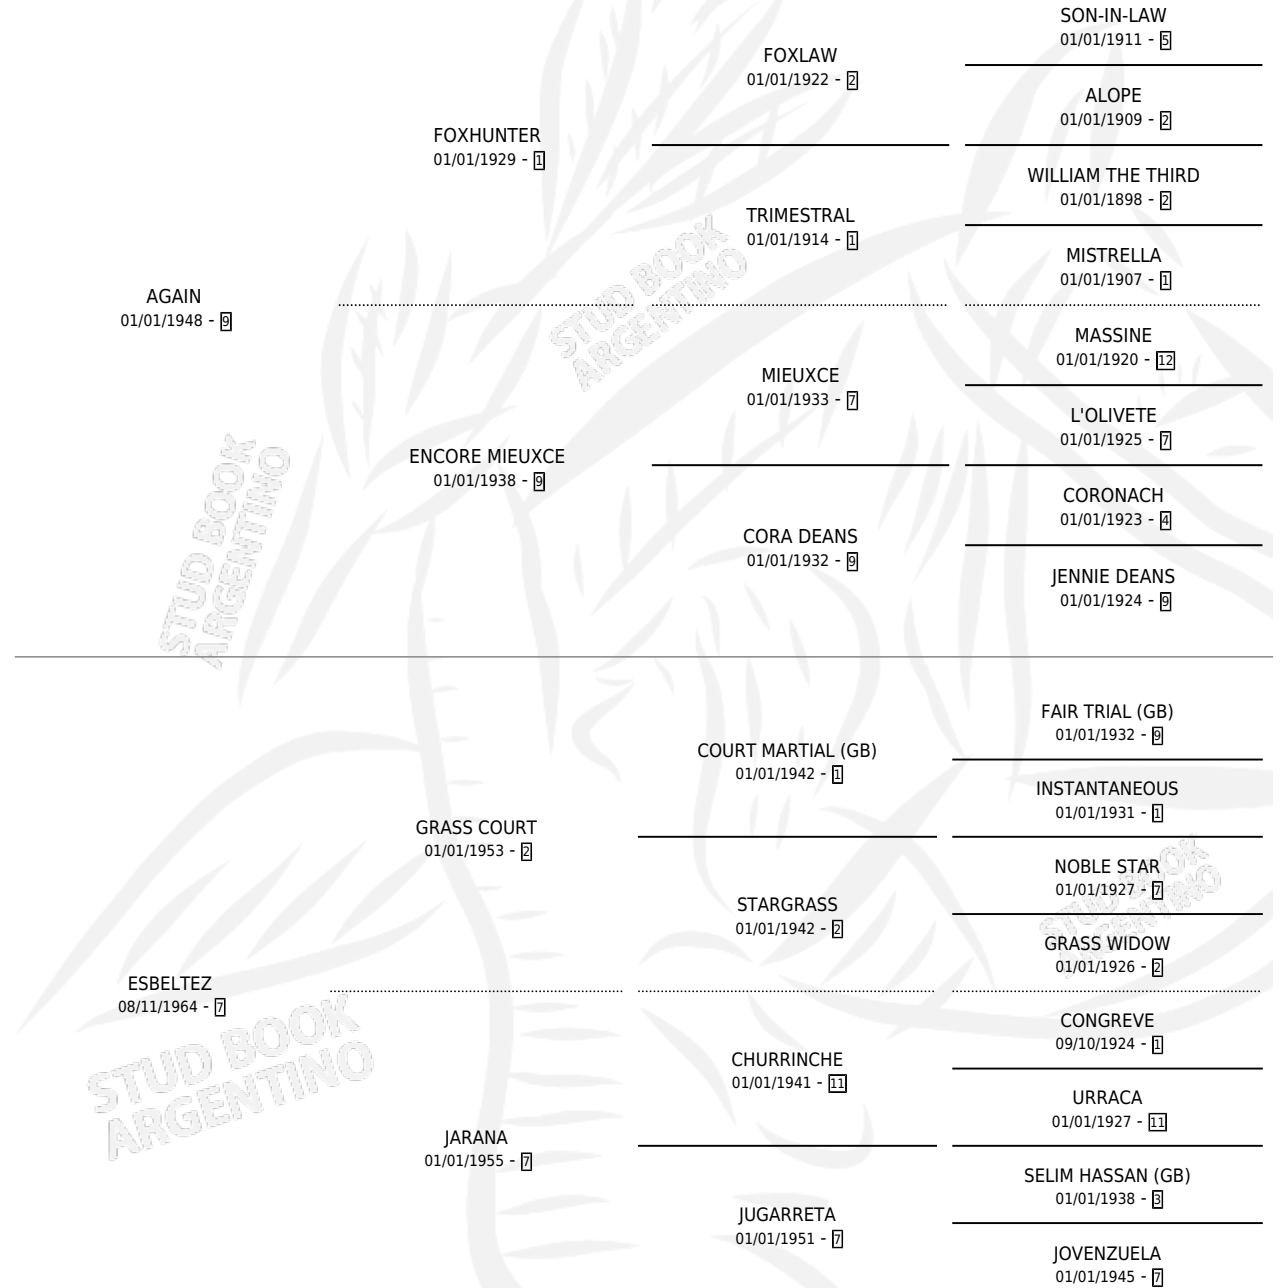 SON-IN-LAW
01/01/1911 - 5
FOXLAW
01/01/1922 - 2
ALOPE
01/01/1909 - 2
FOXHUNTER
01/01/1929 - 1
WILLIAM THE THIRD
01/01/1898 - 2
TRIMESTRAL
01/01/1914 - 1
MISTRELLA
01/01/1907 - 1
AGAIN
01/01/1948 - 9
MASSINE
01/01/1920 - 12
MIEUXCE
01/01/1933 - 7
L'OLIVETE
01/01/1925 - 7
ENCORE MIEUXCE
01/01/1938 - 9
CORONACH
01/01/1923 - 4
CORA DEANS
01/01/1932 - 9
JENNIE DEANS
01/01/1924 - 9
STUD BOOK
ARGENTINO
STUD BOOK
ARGENTINO
FAIR TRIAL (GB)
01/01/1932 - 9
COURT MARTIAL (GB)
01/01/1942 - 1
INSTANTANEOUS
01/01/1931 - 1
GRASS COURT
01/01/1953 - 2
NOBLE STAR
01/01/1927 - 7
STARGRASS
01/01/1942 - 2
GRASS WIDOW
01/01/1926 - 2
ESBELTEZ
08/11/1964 - 7
CONGREVE
09/10/1924 - 1
CHURRINCHE
01/01/1941 - 11
URRACA
01/01/1927 - 11
JARANA
01/01/1955 - 7
SELIM HASSAN (GB)
01/01/1938 - 3
JUGARRETA
01/01/1951 - 7
JOVENZUELA
01/01/1945 - 7
STUD BOOK
ARGENTINO
STUD BOOK
ARGENTINO